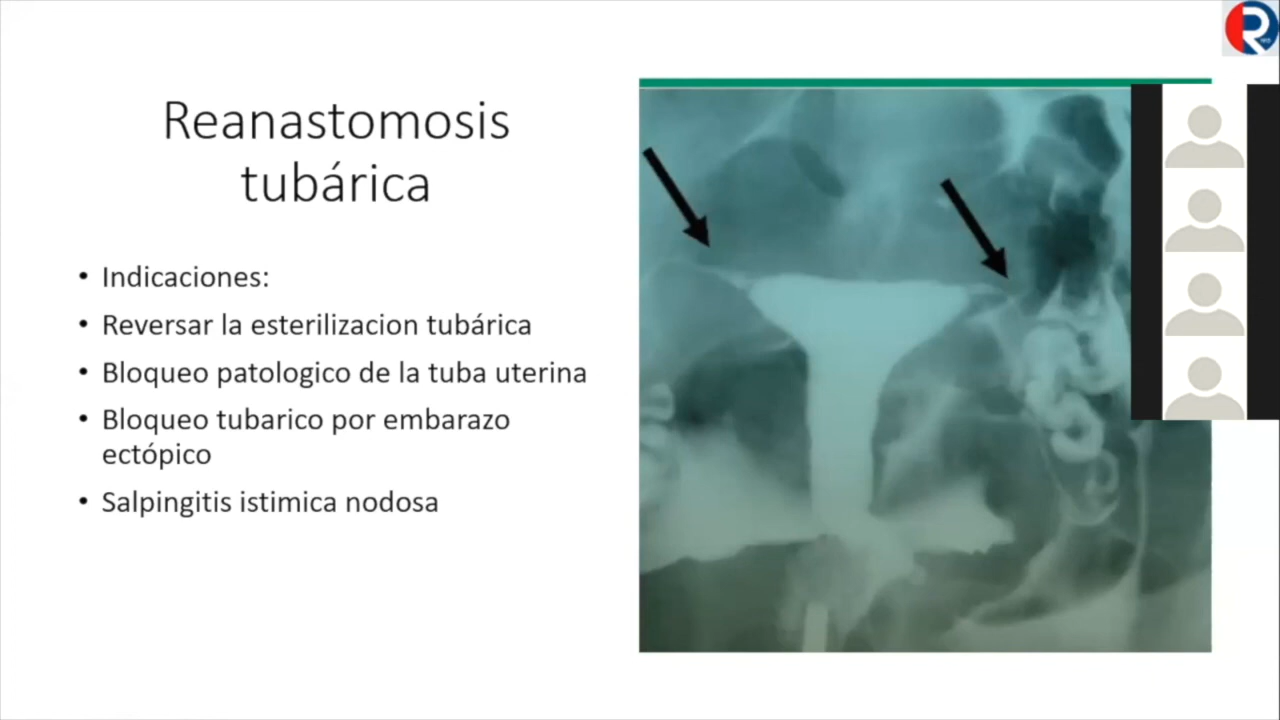 Reanastomosis
tubárica
• Indicaciones:
• Reversar la esterilizacion tubárica
• Bloqueo patologico de la tuba uterina
• Bloqueo tubarico por embarazo
ectópico
• Salpingitis istimica nodosa
R